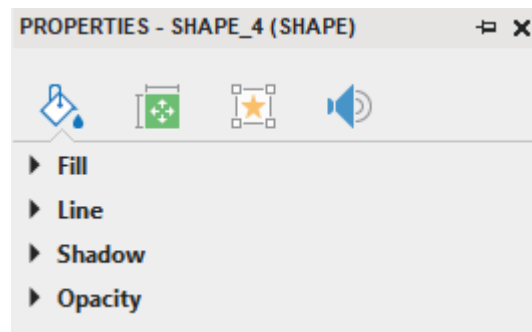 PROPERTIES - SHAPE_4 (SHAPE)
Fill
Line
Shadow
Opacity